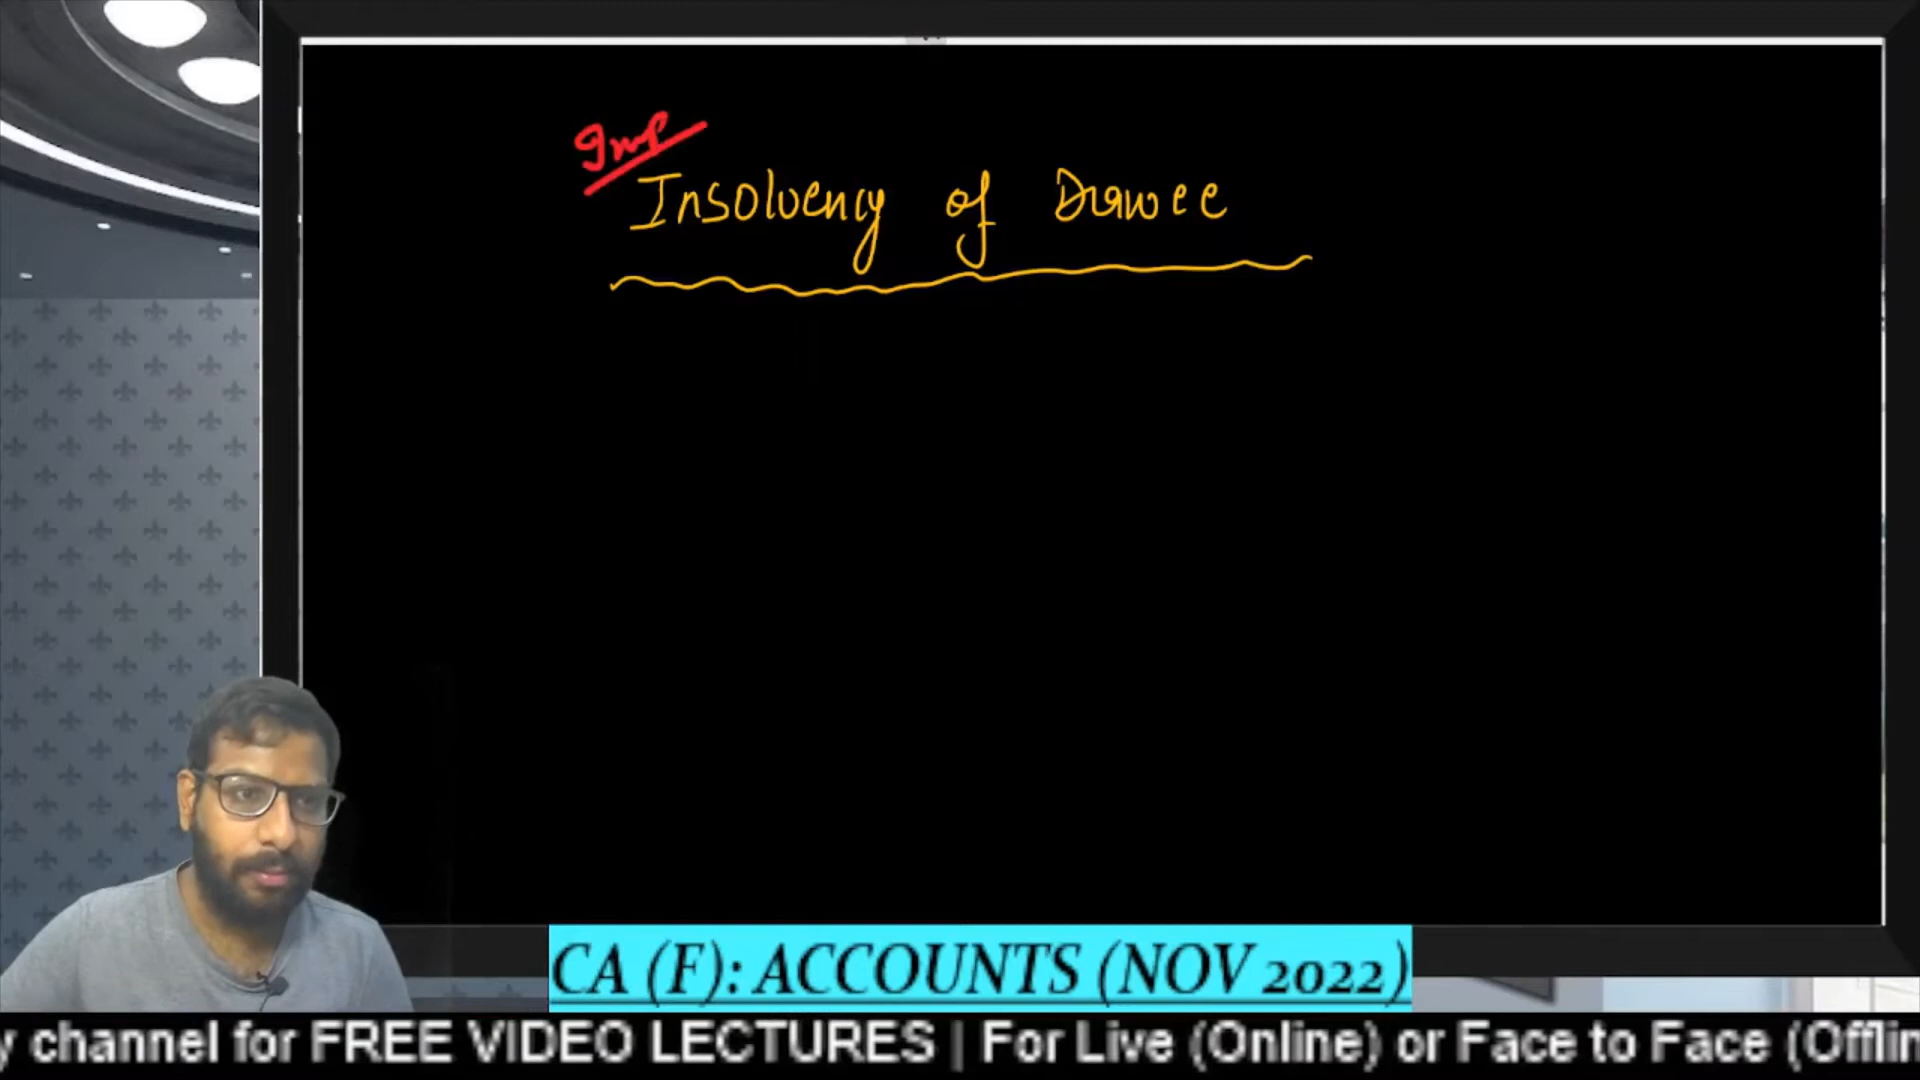 Imp
Insolvency of Drawee
CA (F): ACCOUNTS (NOV 2022)
y channel for FREE VIDEO LECTURES | For Live (Online) or Face to Face (Offlin